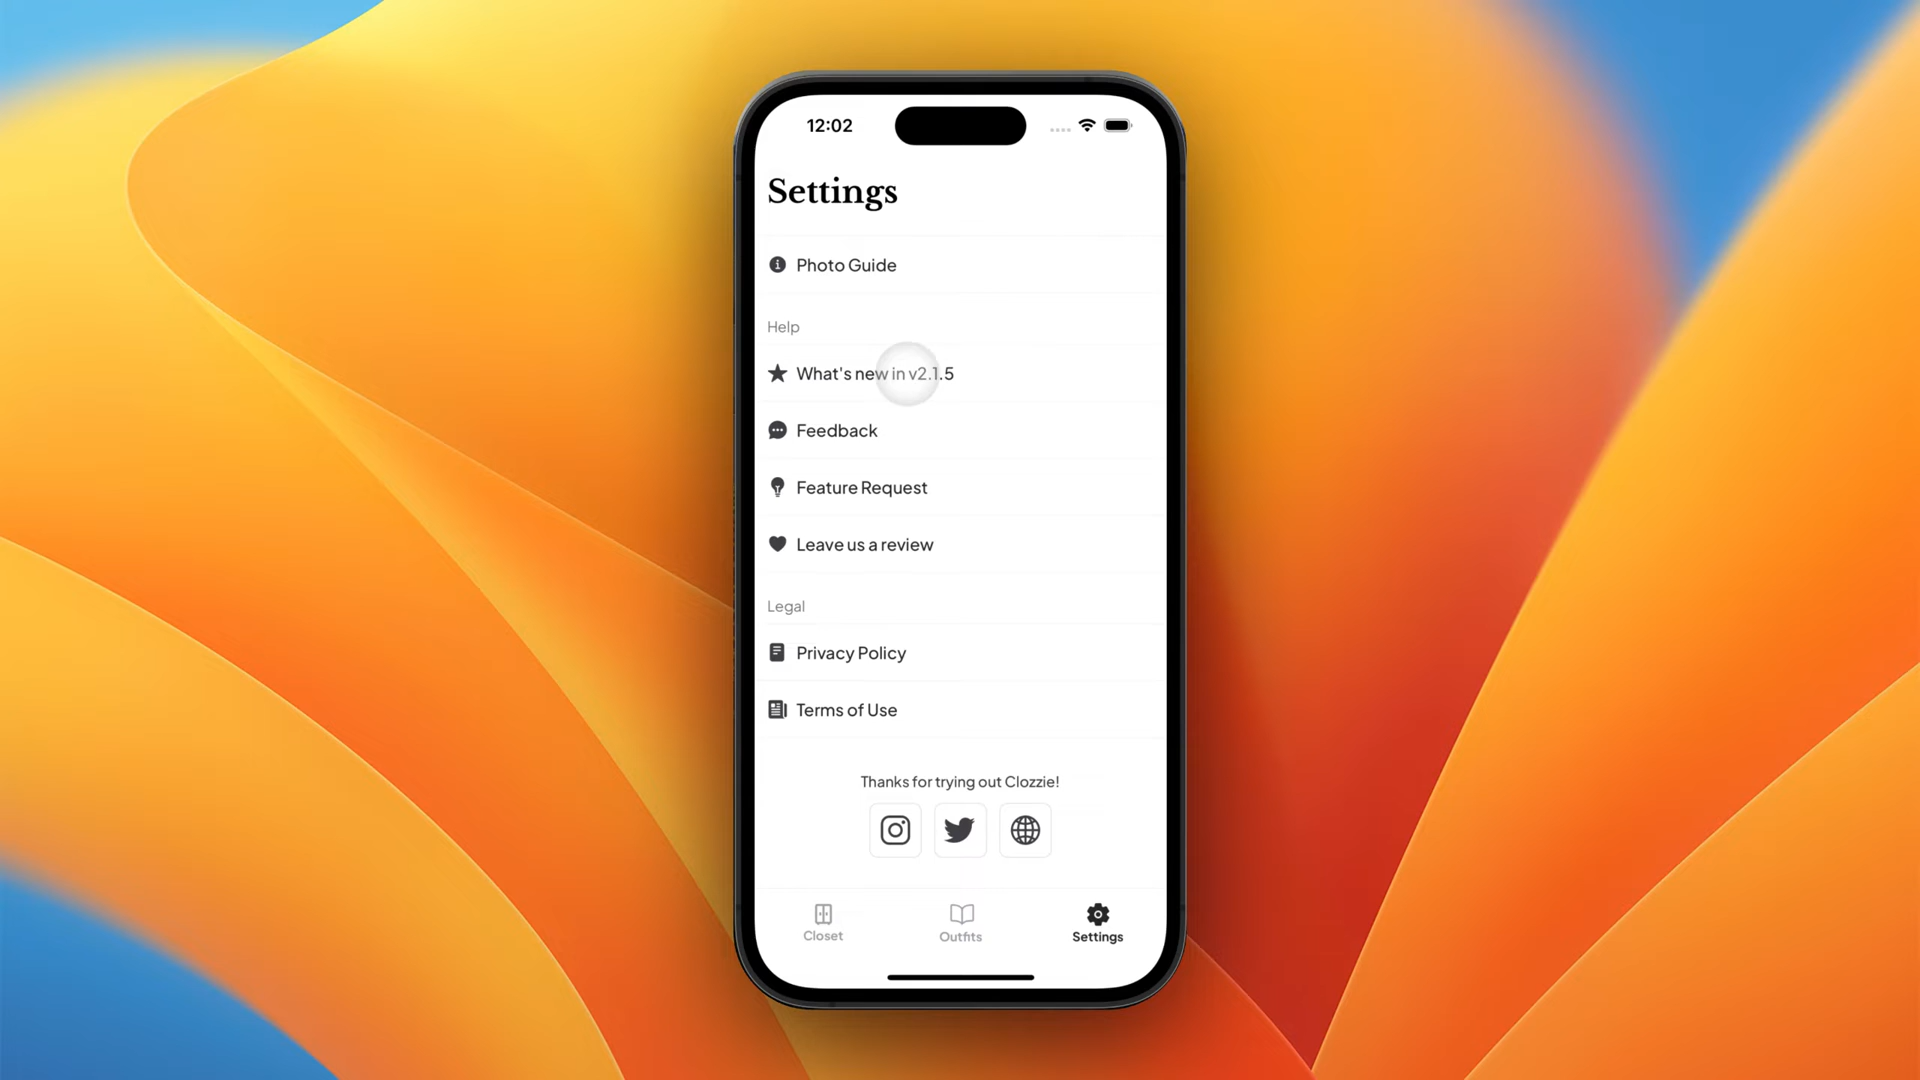 12:02
Settings
Photo Guide
Help
What's new in v2.1.5
Feedback
Feature Request
Leave us a review
Legal
Privacy Policy
Terms of Use
Thanks for trying out Clozzie!
Closet
Outfits
Settings